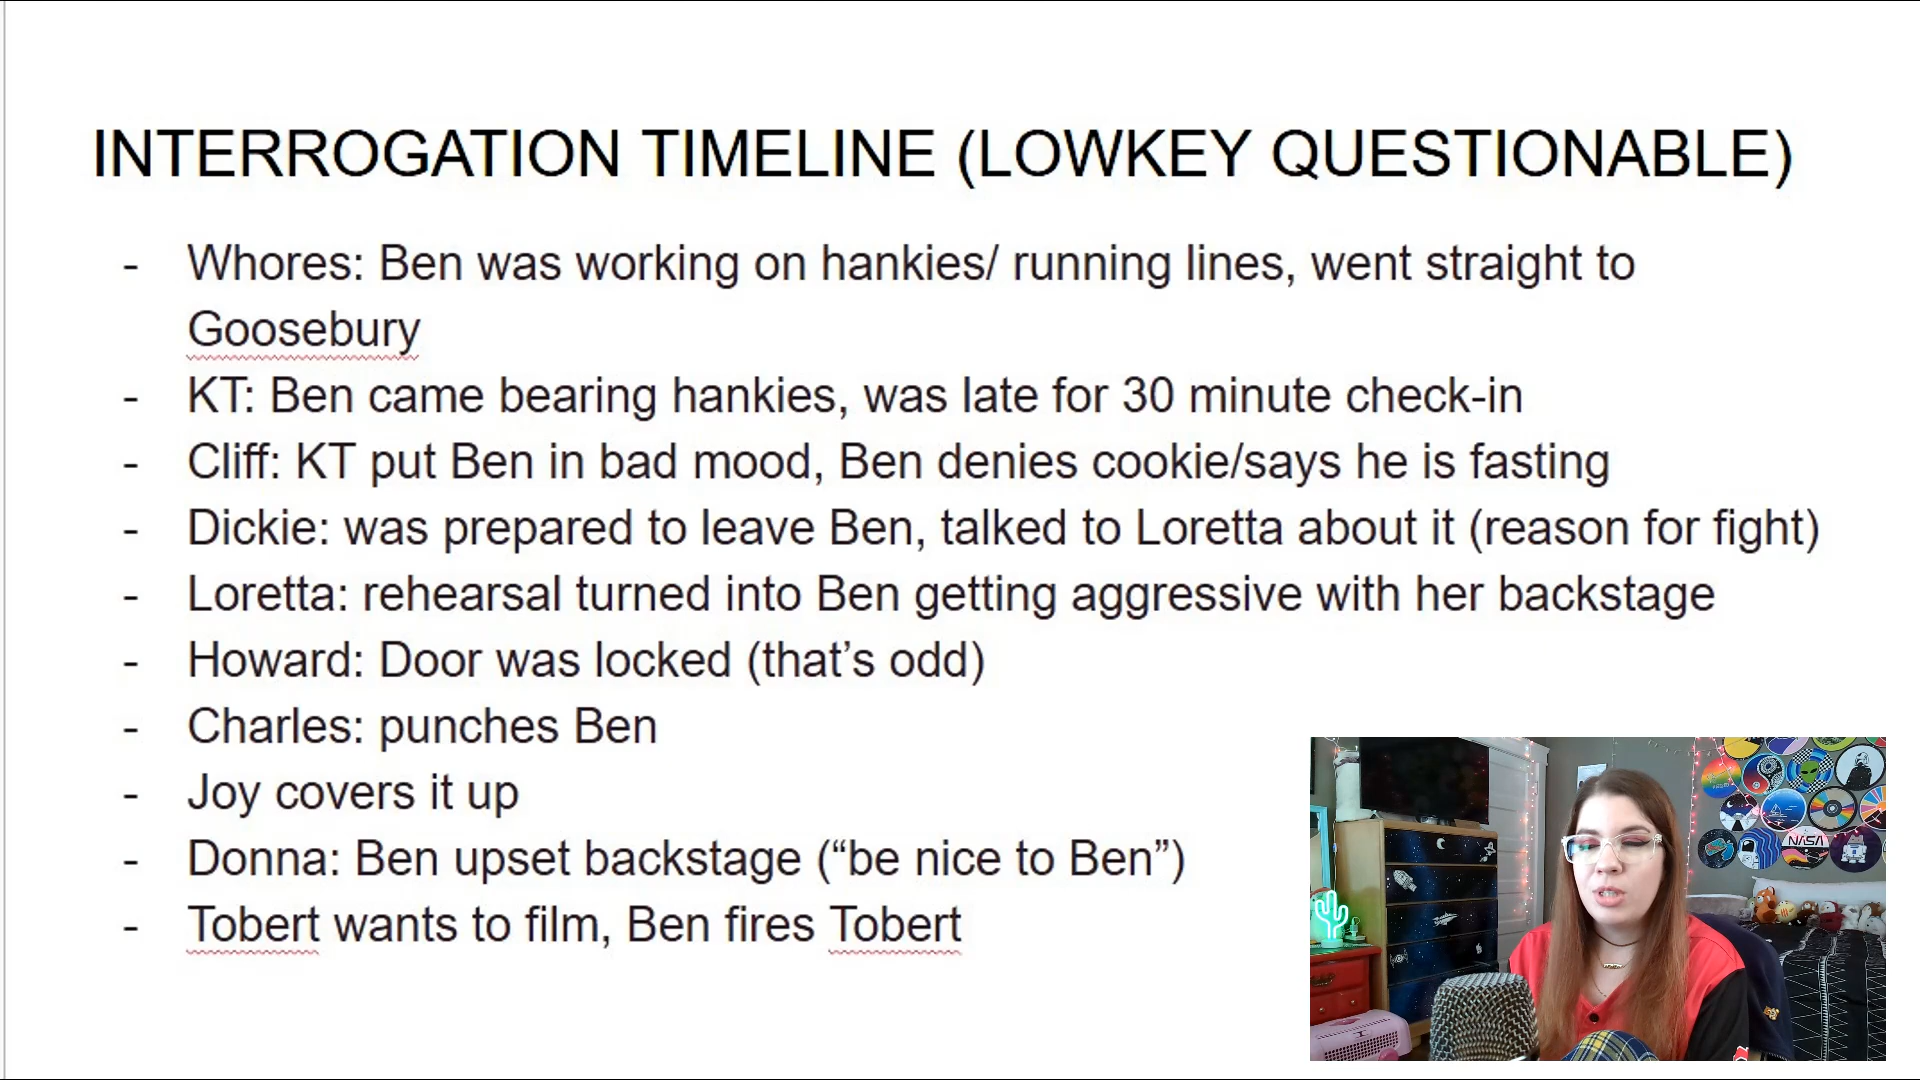 INTERROGATION TIMELINE (LOWKEY QUESTIONABLE)
- Whores: Ben was working on hankies/ running lines, went straight to
Goosebury
- KT: Ben came bearing hankies, was late for 30 minute check-in
- Cliff: KT put Ben in bad mood, Ben denies cookie/says he is fasting
- Dickie: was prepared to leave Ben, talked to Loretta about it (reason for fight)
- Loretta: rehearsal turned into Ben getting aggressive with her backstage
- Howard: Door was locked (that’s odd)
- Charles: punches Ben
- Joy covers it up
- Donna: Ben upset backstage (“be nice to Ben”)
- Tobert wants to film, Ben fires Tobert
NASA